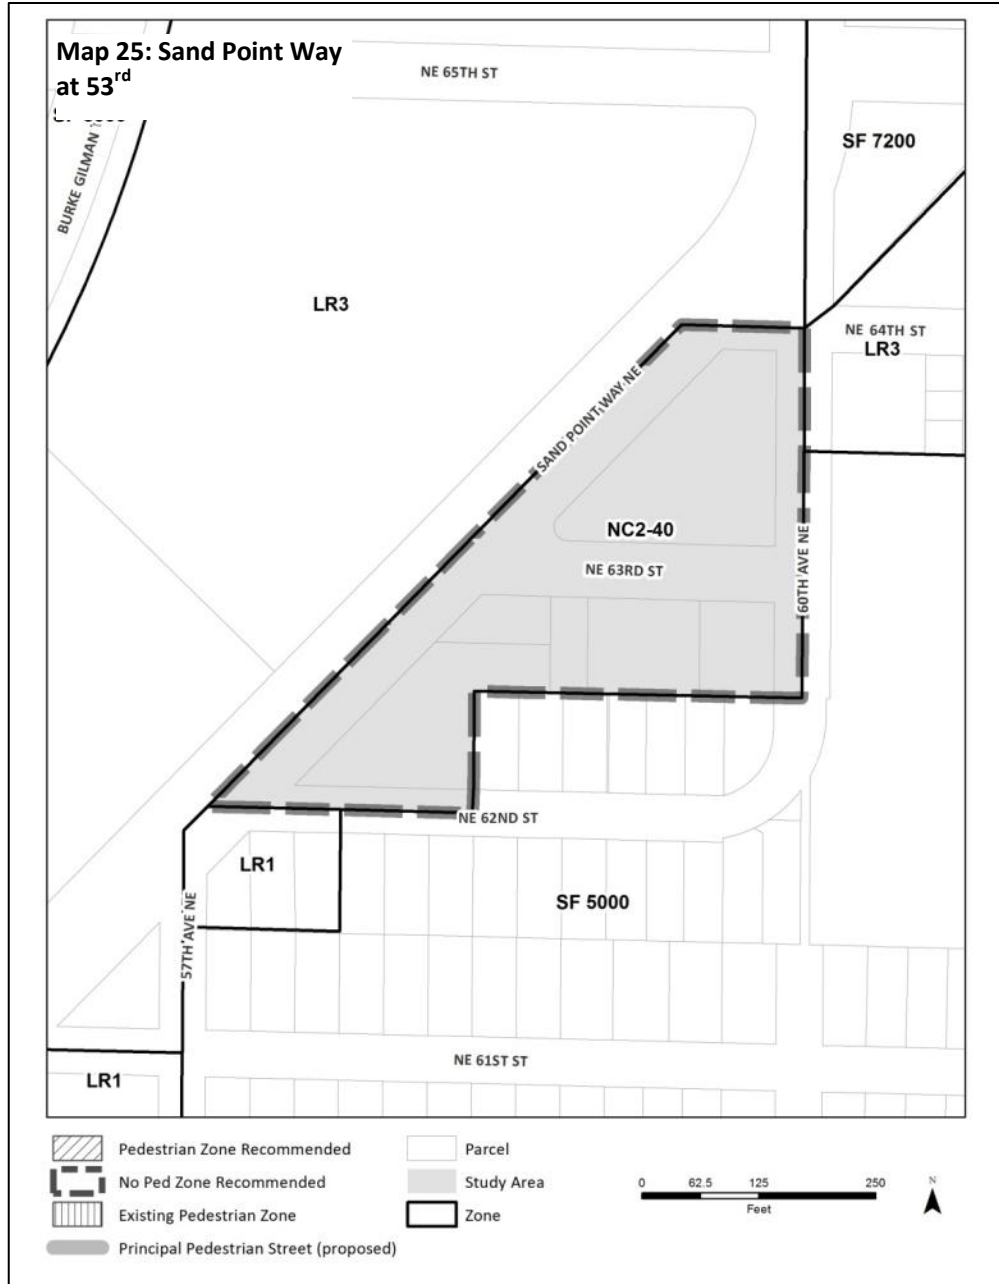 Map 25: Sand Point Way
at 53rd
NE 65TH ST
SF 7200
BURKE GILMAN
LR3
NE 64TH ST
LR3
SAND POINT WAY NE
NC2-40
NE 63RD ST
60TH AVE NE
NE 62ND ST
LR1
SF 5000
57TH AVE NE
NE 61ST ST
LR1
Pedestrian Zone Recommended
No Ped Zone Recommended
Existing Pedestrian Zone
Principal Pedestrian Street (proposed)
Parcel
Study Area
Zone
0 62.5 125 250
Feet
N